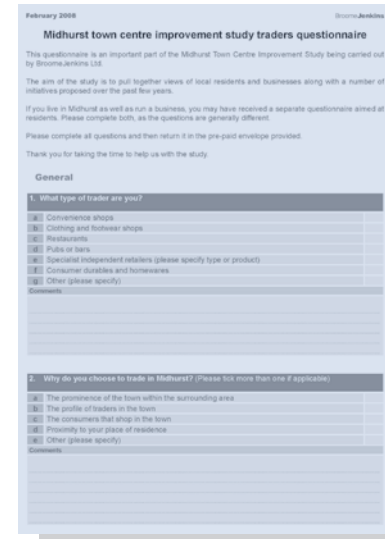 February 2008 BroomeJenkins
Midhurst town centre improvement study traders questionnaire
This questionnaire is an important part of the Midhurst Town Centre Improvement Study being carried out
by BroomeJenkins Ltd.
The aim of the study is to pull together views of local residents and businesses along with a number of
initiatives proposed over the past few years.
If you live in Midhurst as well as run a business, you may have received a separate questionnaire aimed at
residents. Please complete both, as the questions are generally different.
Please complete all questions and then return it in the pre-paid envelope provided.
Thank you for taking the time to help us with the study.
General
1. What type of trader are you?
a Convenience shops
b Clothing and footwear shops
c Restaurants
d Pubs or bars
e Specialist independent retailers (please specify type or product)
f Consumer durables and homewares
g Other (please specify)
Comments
2. Why do you choose to trade in Midhurst? (Please tick more than one if applicable)
a The prominence of the town within the surrounding area
b The profile of traders in the town
c The consumers that shop in the town
d Proximity to your place of residence
e Other (please specify)
Comments